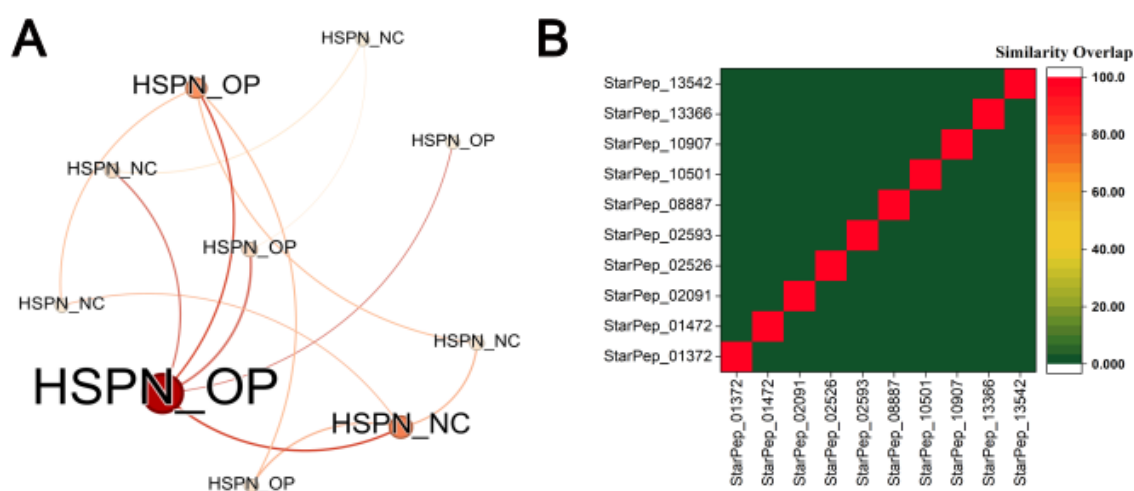 A
HSPN_NC
HSPN_OP
HSPN_OP
HSPN_NC
HSPN_OP
HSPN_NC
HSPN_NC
HSPN_OP
HSPN_NC
HSPN_OP
B
Similarity Overlap
StarPep_13542
StarPep_13366
StarPep_10907
StarPep_10501
StarPep_08887
StarPep_02593
StarPep_02526
StarPep_02091
StarPep_01472
StarPep_01372
100.0
80.00
60.00
40.00
20.00
0.000
StarPep_01372
StarPep_01472
StarPep_02091
StarPep_02526
StarPep_02593
StarPep_08887
StarPep_10501
StarPep_10907
StarPep_13366
StarPep_13542